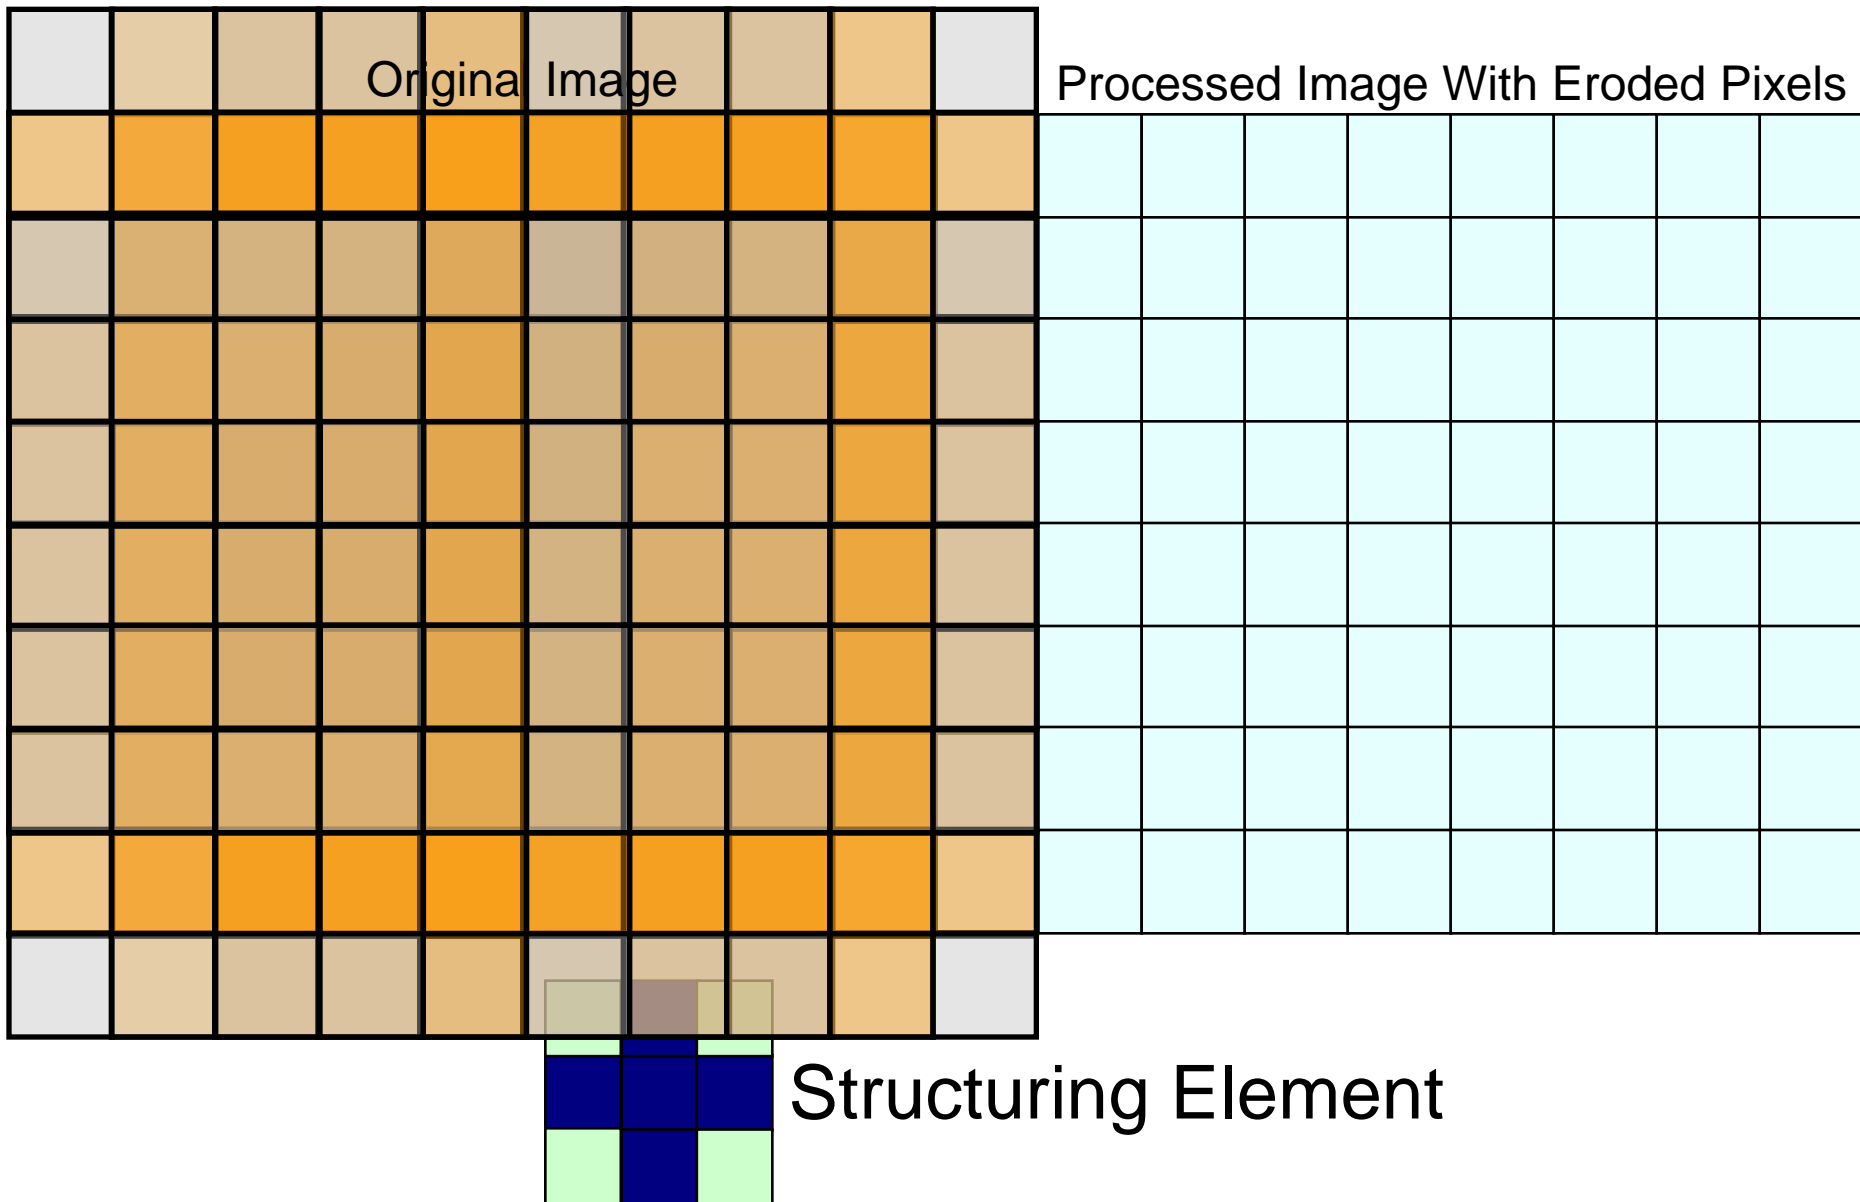 Original Image
Processed Image With Eroded Pixels
Structuring Element